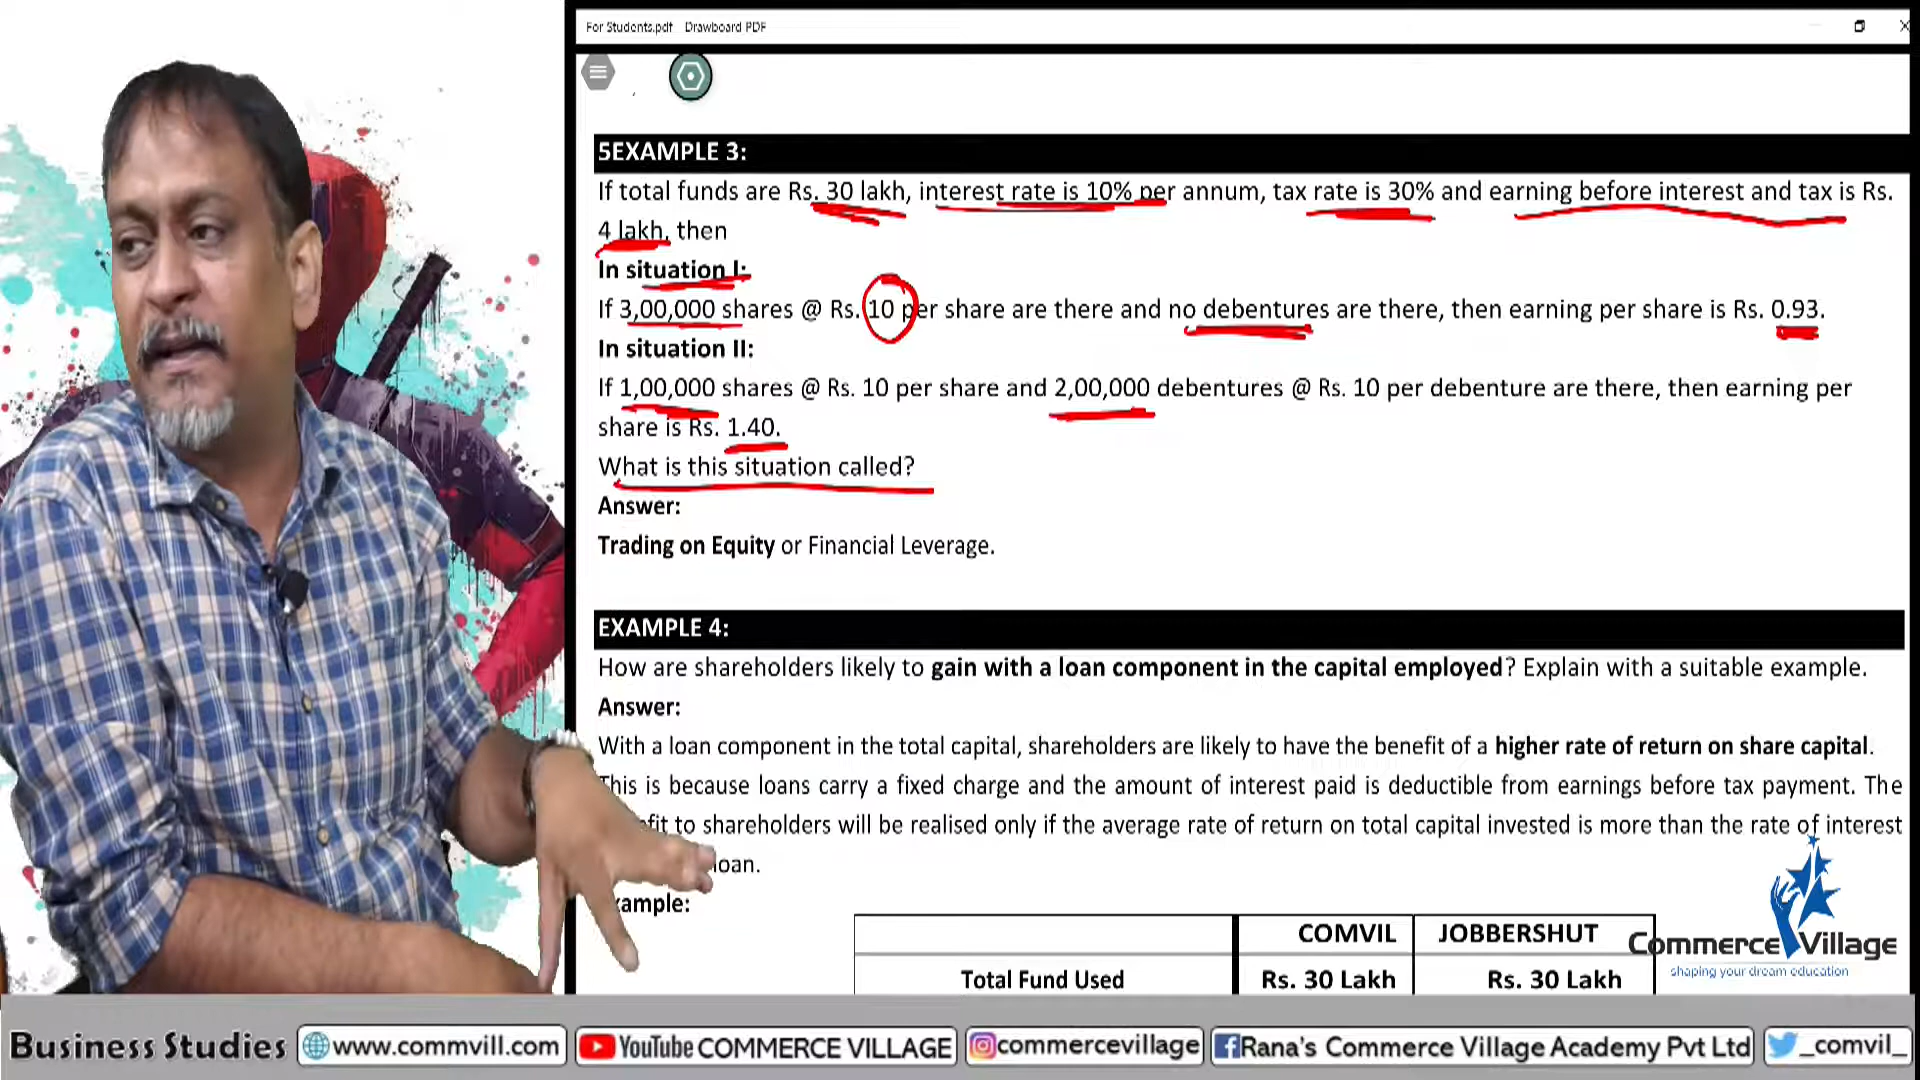 For Students.pdf Drawboard PDF
5EXAMPLE 3:
If total funds are Rs. 30 lakh, interest rate is 10% per annum, tax rate is 30% and earning before interest and tax is Rs.
4 lakh, then
In situation I:
If 3,00,000 shares @ Rs. 10 per share are there and no debentures are there, then earning per share is Rs. 0.93.
In situation II:
If 1,00,000 shares @ Rs. 10 per share and 2,00,000 debentures @ Rs. 10 per debenture are there, then earning per
share is Rs. 1.40.
What is this situation called?
Answer:
Trading on Equity or Financial Leverage.
EXAMPLE 4:
How are shareholders likely to gain with a loan component in the capital employed? Explain with a suitable example.
Answer:
With a loan component in the total capital, shareholders are likely to have the benefit of a higher rate of return on share capital.
is because loans carry a fixed charge and the amount of interest paid is deductible from earnings before tax payment. The
to shareholders will be realised only if the average rate of return on total capital invested is more than the rate of interest
loan.
COMVIL JOBBERSHUT
Total Fund Used Rs. 30 Lakh Rs. 30 Lakh
Commerce Village
shaping your dream education
Business Studies www.commvill.com YouTube COMMERCE VILLAGE commercevillage Rana's Commerce Village Academy Pvt Ltd _comvil_